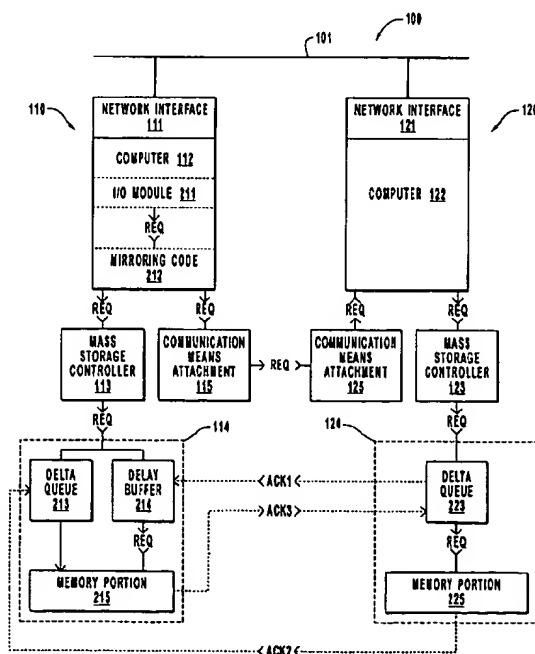 100
101
110
120
NETWORK INTERFACE
111
COMPUTER 112
I/O MODULE 211
REQ
MIRRORING CODE
212
NETWORK INTERFACE
121
COMPUTER 122
REQ
REQ
REQ
REQ
MASS
STORAGE
CONTROLLER
113
COMMUNICATION
MEANS
ATTACHMENT
115
REQ
COMMUNICATION
MEANS
ATTACHMENT
125
MASS
STORAGE
CONTROLLER
123
REQ
REQ
114
124
DELTA
QUEUE
213
DELAY
BUFFER
214
ACK1
ACK3
DELTA
QUEUE
223
REQ
REQ
MEMORY PORTION
215
MEMORY PORTION
225
ACK2